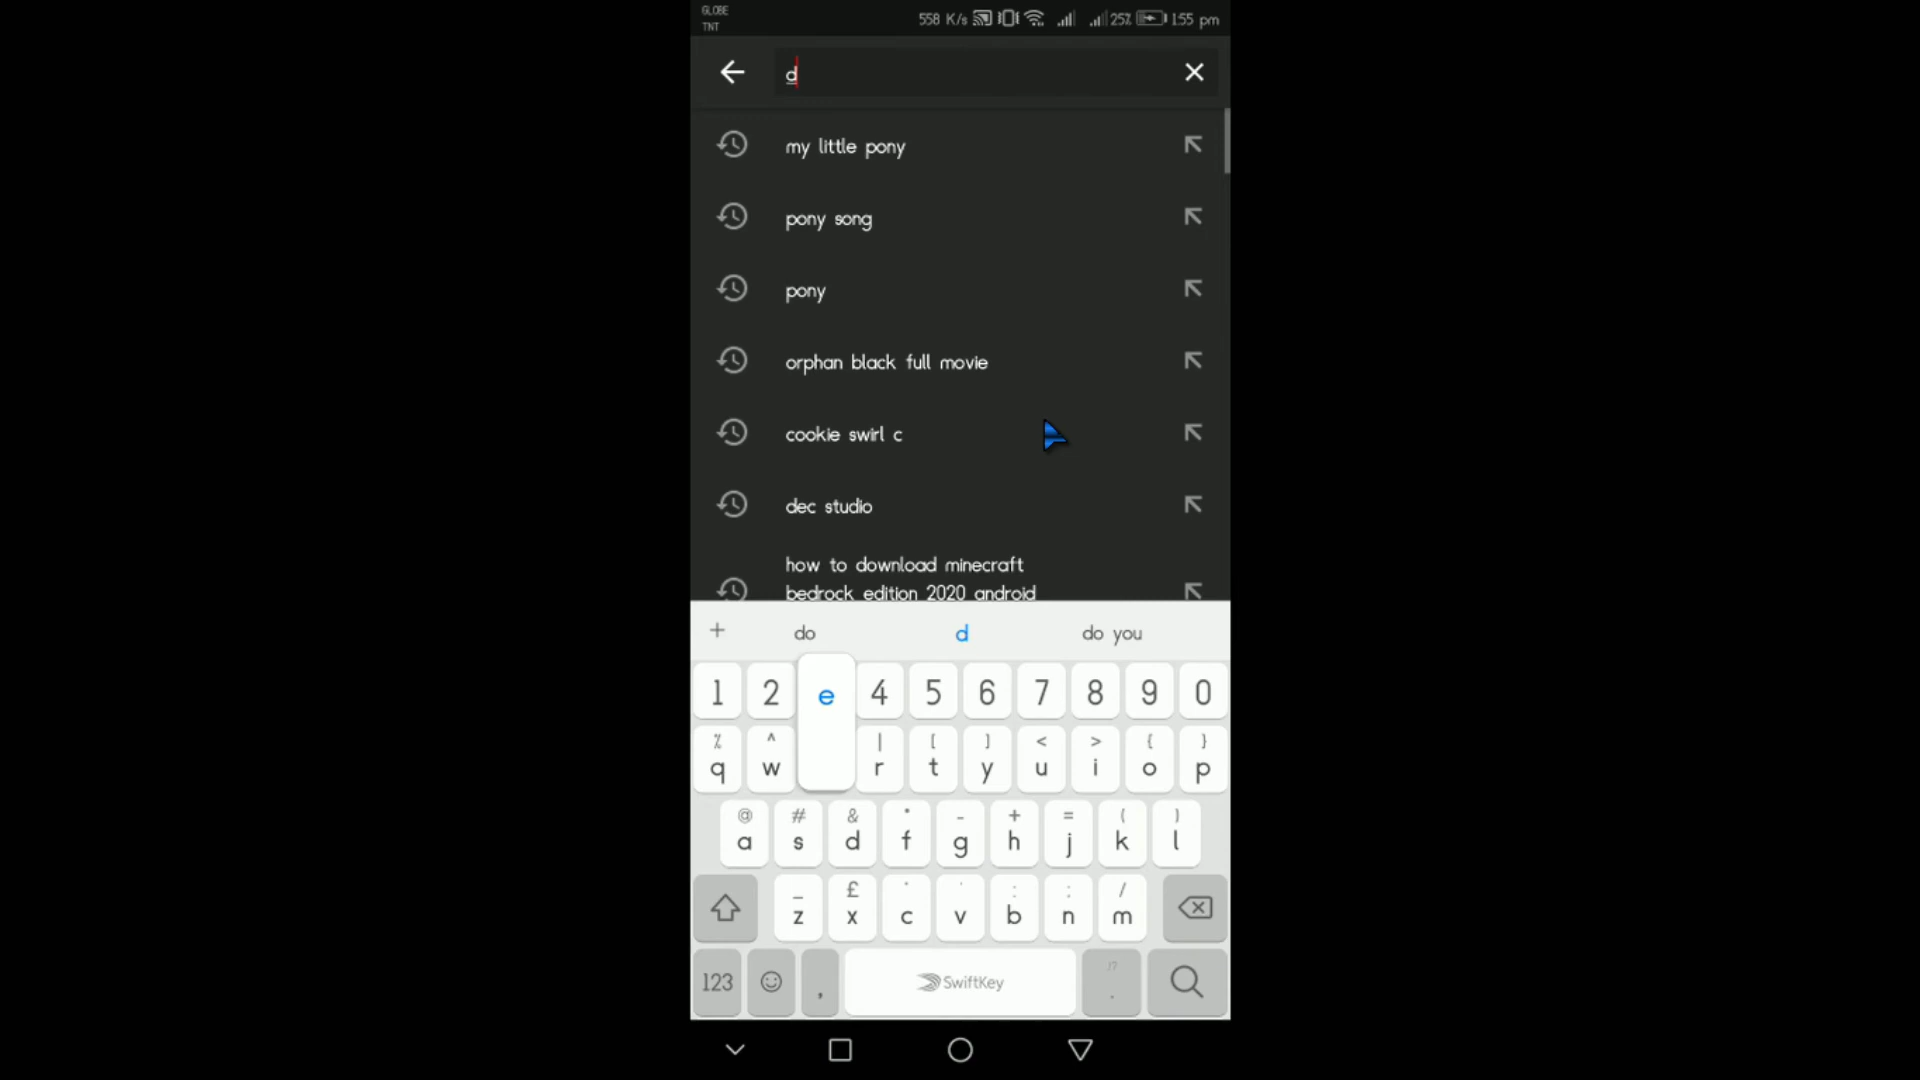 GLOBE
TNT
558 K/s 25% 1:55 pm
d
my little pony
pony song
pony
orphan black full movie
cookie swirl c
dec studio
how to download minecraft
bedrock edition 2020 android
+ do d do you
1 2 e 4 5 6 7 8 9 0
% ^ | [ ] < > { }
q w r t y u i o p
@ # & * - + = ( )
a s d f g h j k l
_ £ /
z x c v b n m
!?
123 , SwiftKey .